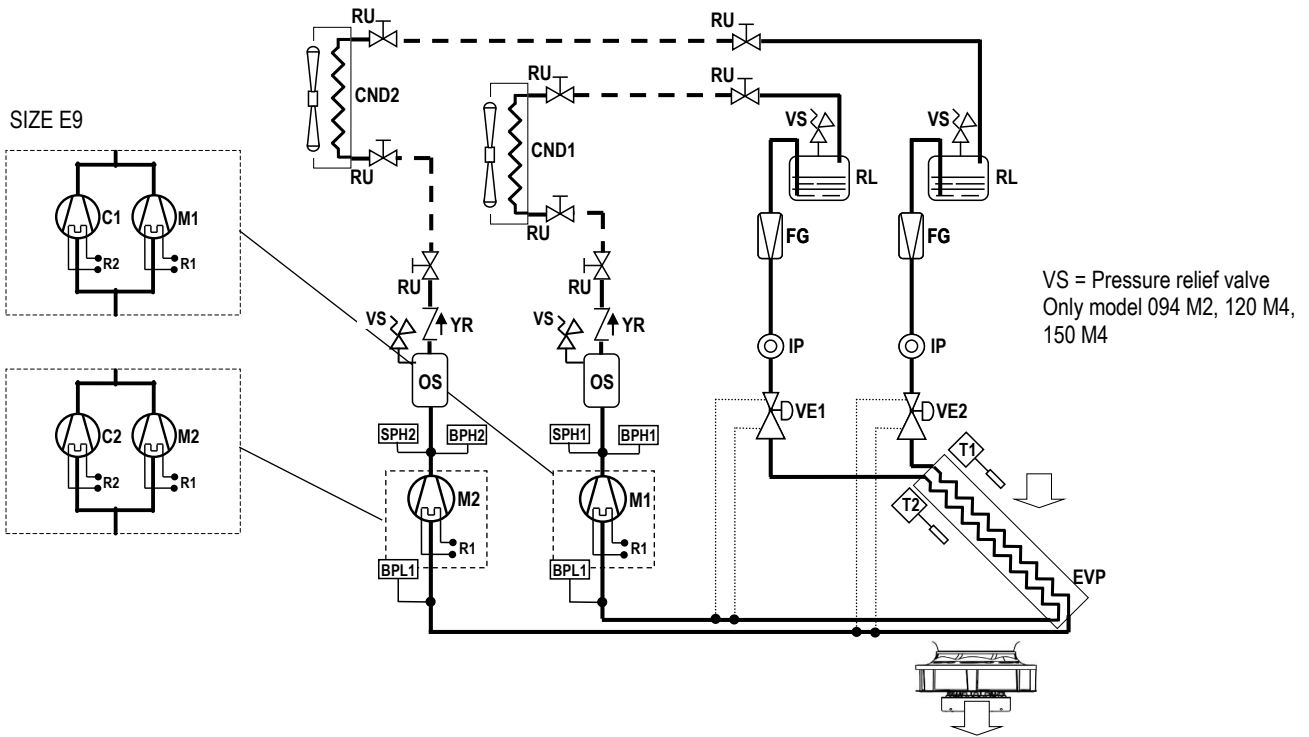 RU
RU
CND2
RU
RU
SIZE E9
VS
VS
CND1
RU
RL
RL
C1
M1
RU
R2
R1
FG
FG
VS = Pressure relief valve
Only model 094 M2, 120 M4,
150 M4
RU
RU
VS
YR
VS
YR
IP
IP
OS
OS
VE1
VE2
C2
M2
SPH2
BPH2
SPH1
BPH1
T1
R2
R1
M2
M1
T2
R1
R1
BPL1
BPL1
EVP